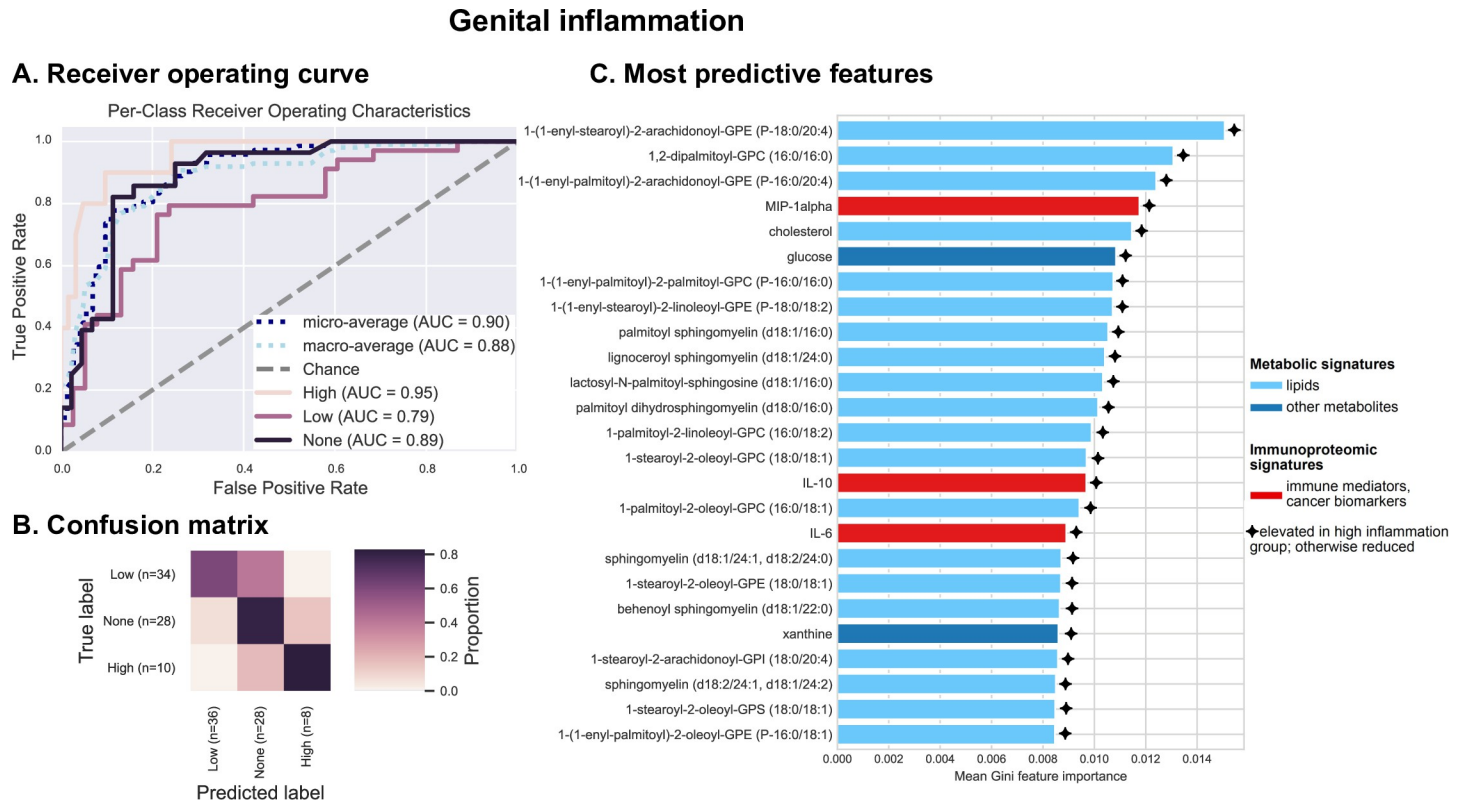 Genital inflammation
A. Receiver operating curve
Per-Class Receiver Operating Characteristics
1.0
0.8
0.6
0.4
0.2
0.0
True Positive Rate
0.0 0.2 0.4 0.6 0.8 1.0
False Positive Rate
micro-average (AUC = 0.90)
macro-average (AUC = 0.88)
Chance
High (AUC = 0.95)
Low (AUC = 0.79)
None (AUC = 0.89)
B. Confusion matrix
True label
Low (n=34)
None (n=28)
High (n=10)
Low (n=36)
None (n=28)
High (n=8)
Predicted label
0.8
0.6
0.4
0.2
0.0
Proportion
C. Most predictive features
1-(1-enyl-stearoyl)-2-arachidonoyl-GPE (P-18:0/20:4)
1,2-dipalmitoyl-GPC (16:0/16:0)
1-(1-enyl-palmitoyl)-2-arachidonoyl-GPE (P-16:0/20:4)
MIP-1alpha
cholesterol
glucose
1-(1-enyl-palmitoyl)-2-palmitoyl-GPC (P-16:0/16:0)
1-(1-enyl-stearoyl)-2-linoleoyl-GPE (P-18:0/18:2)
palmitoyl sphingomyelin (d18:1/16:0)
lignoceroyl sphingomyelin (d18:1/24:0)
lactosyl-N-palmitoyl-sphingosine (d18:1/16:0)
palmitoyl dihydrosphingomyelin (d18:0/16:0)
1-palmitoyl-2-linoleoyl-GPC (16:0/18:2)
1-stearoyl-2-oleoyl-GPC (18:0/18:1)
IL-10
1-palmitoyl-2-oleoyl-GPC (16:0/18:1)
IL-6
sphingomyelin (d18:1/24:1, d18:2/24:0)
1-stearoyl-2-oleoyl-GPE (18:0/18:1)
behenoyl sphingomyelin (d18:1/22:0)
xanthine
1-stearoyl-2-arachidonoyl-GPI (18:0/20:4)
sphingomyelin (d18:2/24:1, d18:1/24:2)
1-stearoyl-2-oleoyl-GPS (18:0/18:1)
1-(1-enyl-palmitoyl)-2-oleoyl-GPE (P-16:0/18:1)
0.000 0.002 0.004 0.006 0.008 0.010 0.012 0.014
Mean Gini feature importance
Metabolic signatures
lipids
other metabolites
Immunoproteomic
signatures
immune mediators,
cancer biomarkers
elevated in high inflammation
group; otherwise reduced